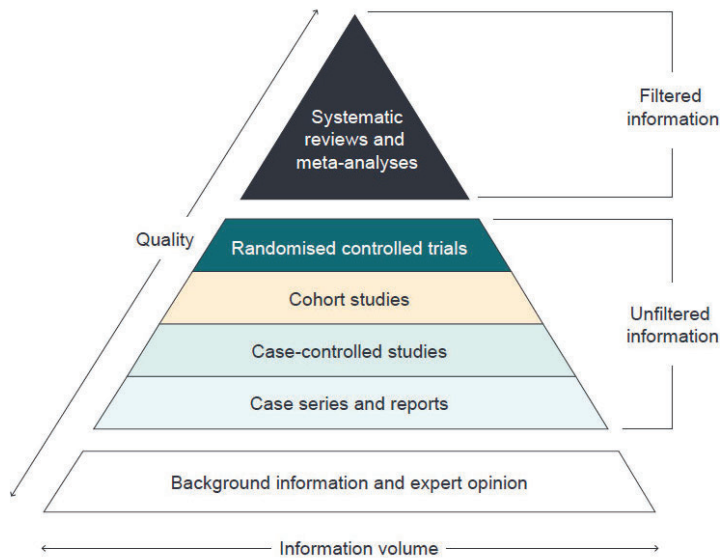 Systematic
reviews and
meta-analyses
Filtered
information
Quality
Randomised controlled trials
Cohort studies
Unfiltered
information
Case-controlled studies
Case series and reports
Background information and expert opinion
Information volume